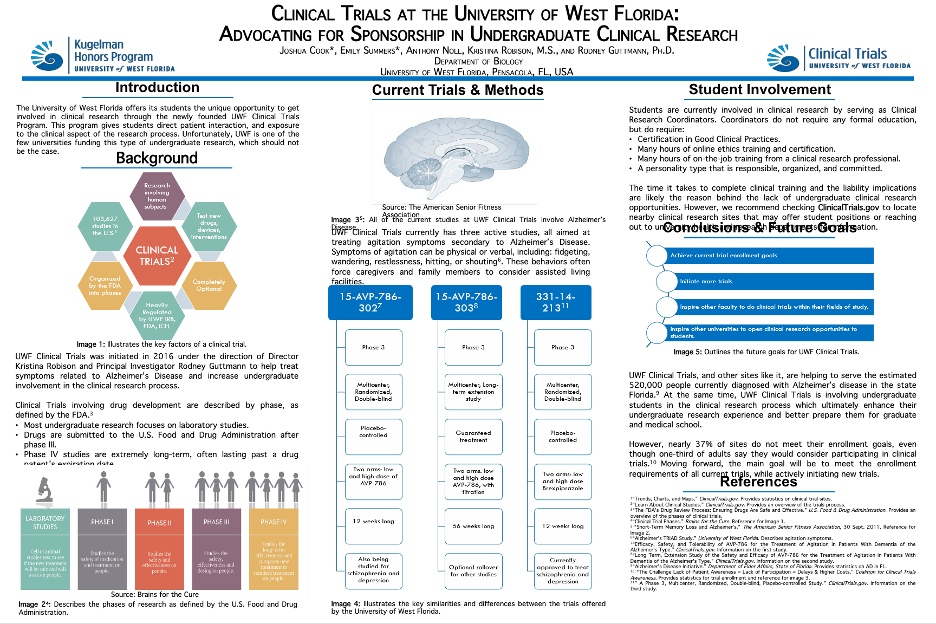 CLINICAL TRIALS AT THE UNIVERSITY OF WEST FLORIDA:
ADVOCATING FOR SPONSORSHIP IN UNDERGRADUATE CLINICAL RESEARCH
JOSHUA COOK*, EMILY SUMMERS*, ANTHONY NOLL, KRISTINA ROBISON, M.S., AND RODNEY GUTTMANN, PH.D.
DEPARTMENT OF BIOLOGY
UNIVERSITY OF WEST FLORIDA, PENSACOLA, FL, USA
Kugelman
Honors Program
UNIVERSITY of WEST FLORIDA
Clinical Trials
UNIVERSITY of WEST FLORIDA
Introduction
The University of West Florida offers its students the unique opportunity to get
involved in clinical research through the newly founded UWF Clinical Trials
Program. This program gives students direct patient interaction, and exposure
to the clinical aspect of the research process. Unfortunately, UWF is one of the
few universities funding this type of undergraduate research, which should not
be the case.
Background
Research
involving
human
subjects
103,627
studies in
the U.S.¹
Test new
drugs,
devices,
interventions
CLINICAL
TRIALS²
Organized
by the FDA
into phases
Completely
Optional
Heavily
Regulated
by UWF IRB,
FDA, ICH
Image 1: Illustrates the key factors of a clinical trial.
UWF Clinical Trials was initiated in 2016 under the direction of Director
Kristina Robison and Principal Investigator Rodney Guttmann to help treat
symptoms related to Alzheimer's Disease and increase undergraduate
involvement in the clinical research process.
Clinical Trials involving drug development are described by phase, as
defined by the FDA.³
• Most undergraduate research focuses on laboratory studies.
• Drugs are submitted to the U.S. Food and Drug Administration after
phase III.
• Phase IV studies are extremely long-term, often lasting past a drug
patent's expiration date
LABORATORY
STUDIES
PHASE I
PHASE II
PHASE III
PHASE IV
Studies the
safety of medication
and treatment on
people.
Studies the
safety and
effectiveness on
people.
Studies the
safety,
effectiveness and
dosing on
people.
Source: Brains for the Cure
Image 2⁴: Describes the phases of research as defined by the U.S. Food and Drug
Administration.
Current Trials & Methods
Source: The American Senior Fitness
Association
Image 3⁵: All of the current studies at UWF Clinical Trials involve Alzheimer's
Disease.
UWF Clinical Trials currently has three active studies, all aimed at
treating agitation symptoms secondary to Alzheimer's Disease.
Symptoms of agitation can be physical or verbal, including: fidgeting,
wandering, restlessness, hitting, or shouting⁶. These behaviors often
force caregivers and family members to consider assisted living
facilities.
15-AVP-786-
302⁷
15-AVP-786-
303⁸
331-14-
213¹¹
Phase 3
Phase 3
Phase 3
Multicenter,
Randomized,
Double-blind
Multicenter, Long-
term extension
study
Multicenter,
Randomized,
Double-blind
Placebo-
controlled
Guaranteed
treatment
Placebo-
controlled
Two arms: low
and high dose of
AVP-786
Two arms: low
and high dose
AVP-786, with
titration
Two arms: low
and high dose
Brexpiprazole
12 weeks long
56 weeks long
12 weeks long
Also being
studied for
schizophrenia and
depression
Optional rollover
for other studies
Currently
approved to treat
schizophrenia and
depression
Image 4: Illustrates the key similarities and differences between the trials offered
by the University of West Florida.
Student Involvement
Students are currently involved in clinical research by serving as Clinical
Research Coordinators. Coordinators do not require any formal education,
but do require:
• Certification in Good Clinical Practices.
• Many hours of online ethics training and certification.
• Many hours of on-the-job training from a clinical research professional.
• A personality type that is responsible, organized, and committed.
The time it takes to complete clinical training and the liability implications
are likely the reason behind the lack of undergraduate clinical research
opportunities. However, we recommend checking ClinicalTrials.gov to locate
nearby clinical research sites that may offer student positions or reaching
Conclusions & Future Goals
Achieve current trial enrollment goals
Initiate more trials
Inspire other faculty to do clinical trials within their fields of study.
Inspire other universities to open clinical research opportunities to
students.
Image 5: Outlines the future goals for UWF Clinical Trials.
UWF Clinical Trials, and other sites like it, are helping to serve the estimated
520,000 people currently diagnosed with Alzheimer's disease in the state
Florida.⁹ At the same time, UWF Clinical Trials is involving undergraduate
students in the clinical research process which ultimately enhance their
undergraduate research experience and better prepare them for graduate
and medical school.
However, nearly 37% of sites do not meet their enrollment goals, even
though one-third of adults say they would consider participating in clinical
trials.¹⁰ Moving forward, the main goal will be to meet the enrollment
requirements of all current trials, while actively initiating new trials.
References